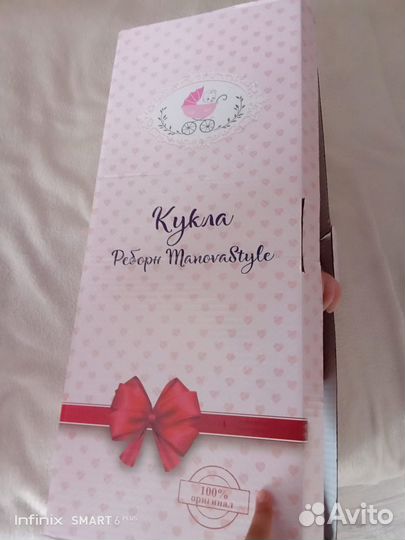 Кукла
Реборн ManovaStyle
100%
оригинал
Infinix SMART 6 PLUS
Avito